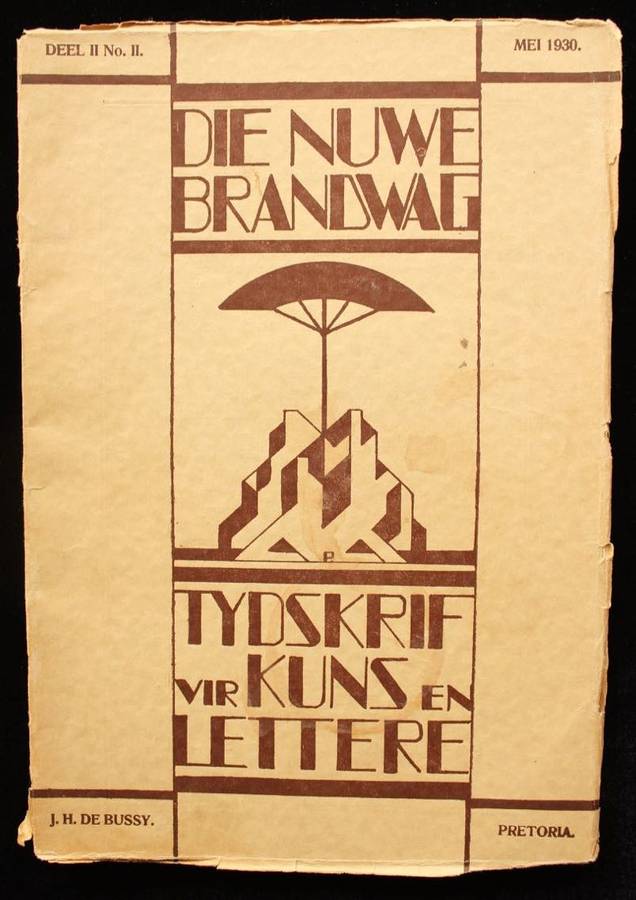 DEEL II No. II.
MEI 1930.
DIE NUWE
BRANDWAG
P
TYDSKRIF
VIR KUNS EN
LETTERE
J. H. DE BUSSY.
PRETORIA.